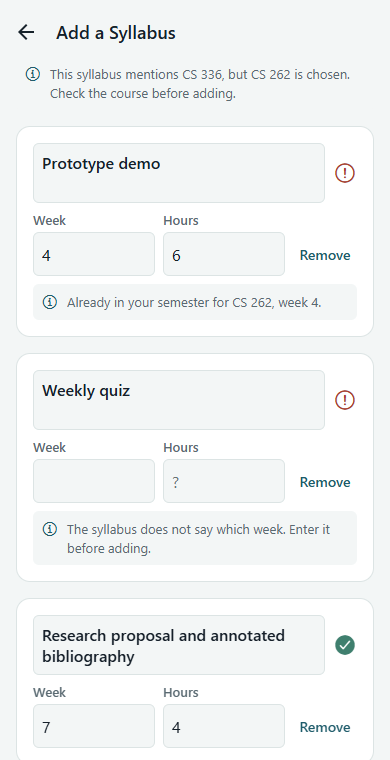 Add a Syllabus
This syllabus mentions CS 336, but CS 262 is chosen.
Check the course before adding.
Prototype demo
Week Hours
4 6 Remove
Already in your semester for CS 262, week 4.
Weekly quiz
Week Hours
? Remove
The syllabus does not say which week. Enter it
before adding.
Research proposal and annotated
bibliography
Week Hours
7 4 Remove